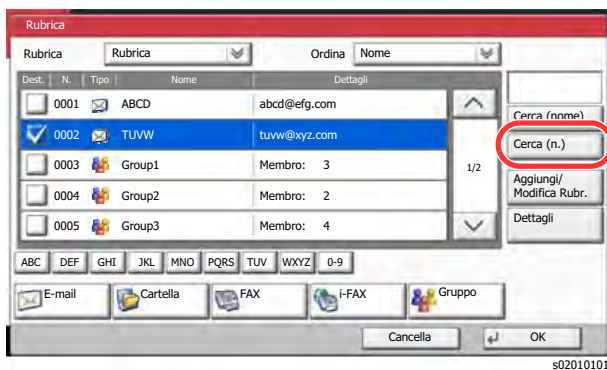 Rubrica
Rubrica Rubrica Ordina Nome
Dest. N. Tipo Nome Dettagli
0001 ABCD abcd@efg.com
0002 TUVW tuvw@xyz.com
0003 Group1 Membro: 3
0004 Group2 Membro: 2
0005 Group3 Membro: 4
1/2
Cerca (nome)
Cerca (n.)
Aggiungi/
Modifica Rubr.
Dettagli
ABC DEF GHI JKL MNO PQRS TUV WXYZ 0-9
E-mail Cartella FAX i-FAX Gruppo
Cancella OK
s02010101